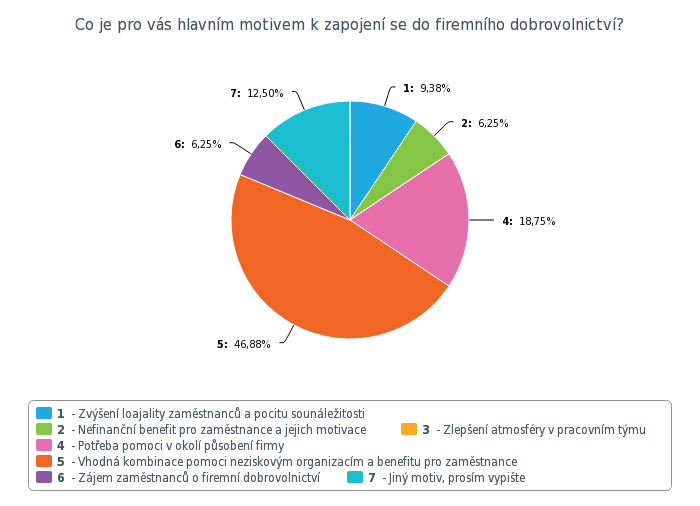 Co je pro vás hlavním motivem k zapojení se do firemního dobrovolnictví?
7: 12,50%
1: 9,38%
2: 6,25%
6: 6,25%
4: 18,75%
5: 46,88%
1 - Zvýšení loajality zaměstnanců a pocitu sounáležitosti
2 - Nefinanční benefit pro zaměstnance a jejich motivace
3 - Zlepšení atmosféry v pracovním týmu
4 - Potřeba pomoci v okolí působení firmy
5 - Vhodná kombinace pomoci neziskovým organizacím a benefitu pro zaměstnance
6 - Zájem zaměstnanců o firemní dobrovolnictví
7 - Jiný motiv, prosím vypište